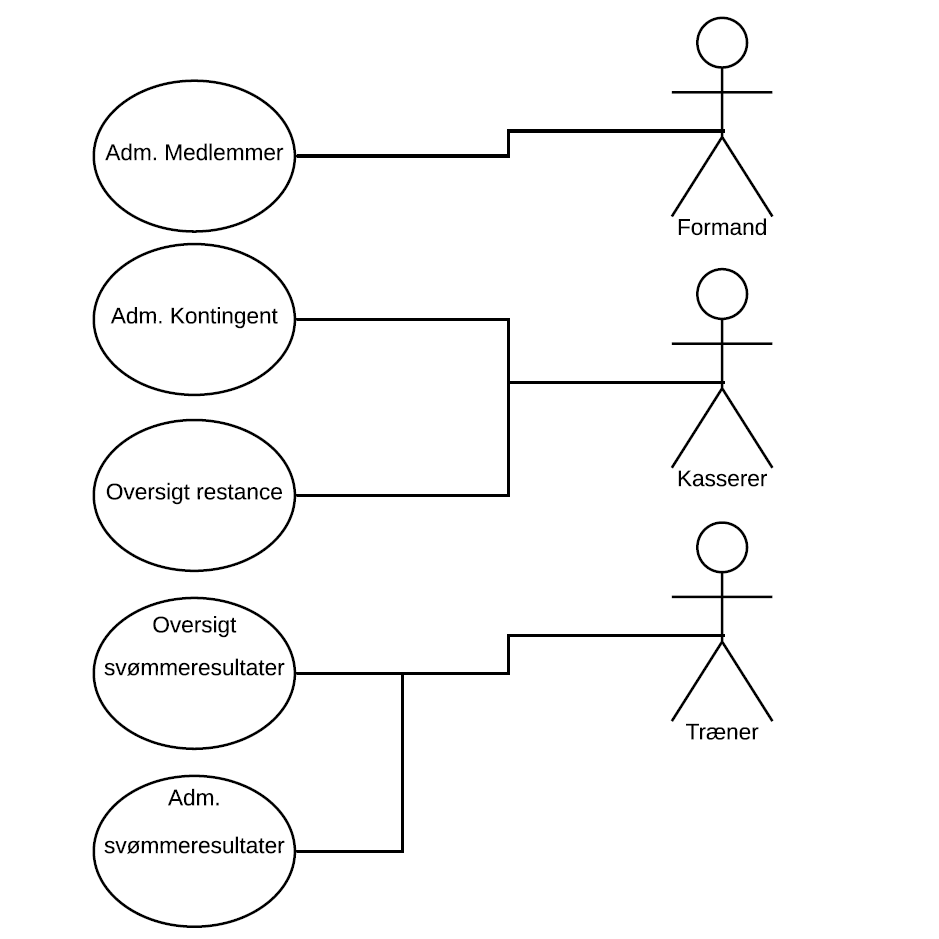 Adm. Medlemmer
Formand
Adm. Kontingent
Kasserer
Oversigt restance
Oversigt
svømmeresultater
Træner
Adm.
svømmeresultater